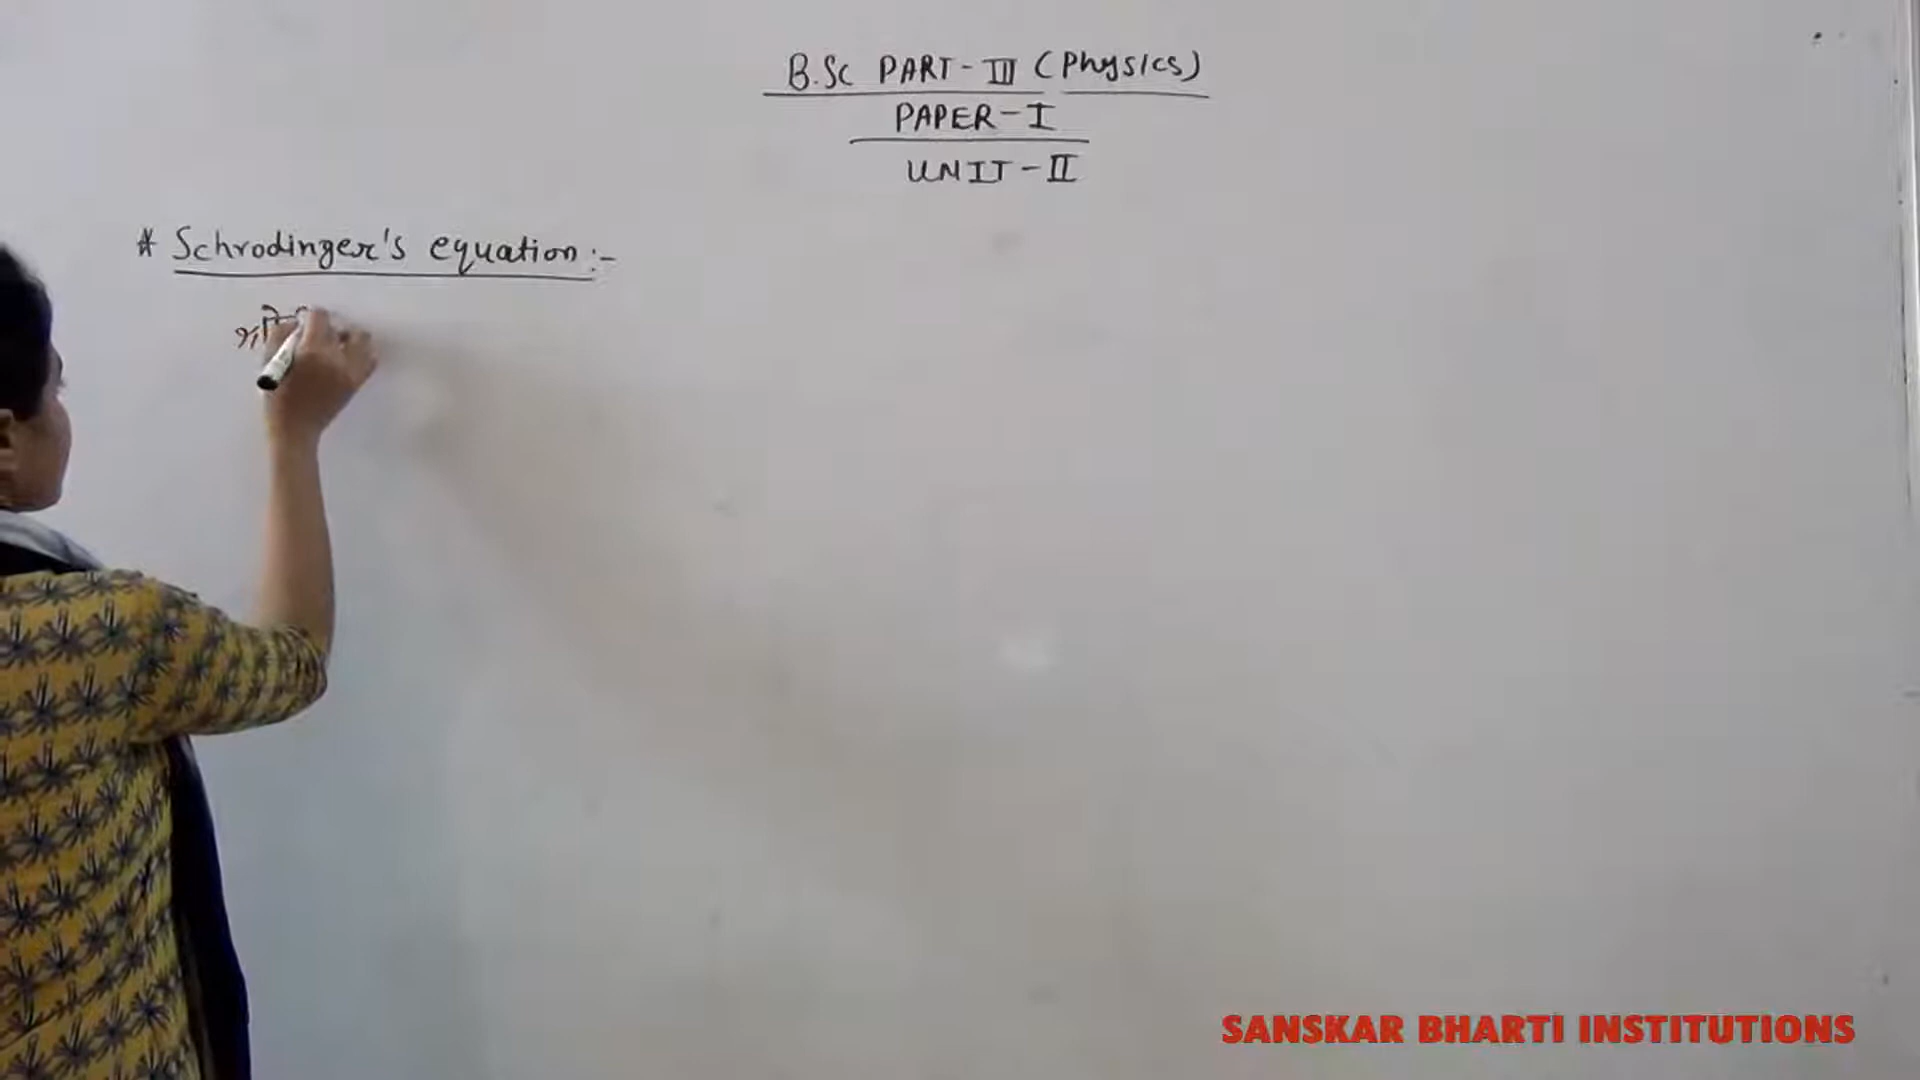 B.Sc PART-III (Physics)
PAPER-I
UNIT-II
* Schrodinger's equation:-
SANSKAR BHARTI INSTITUTIONS